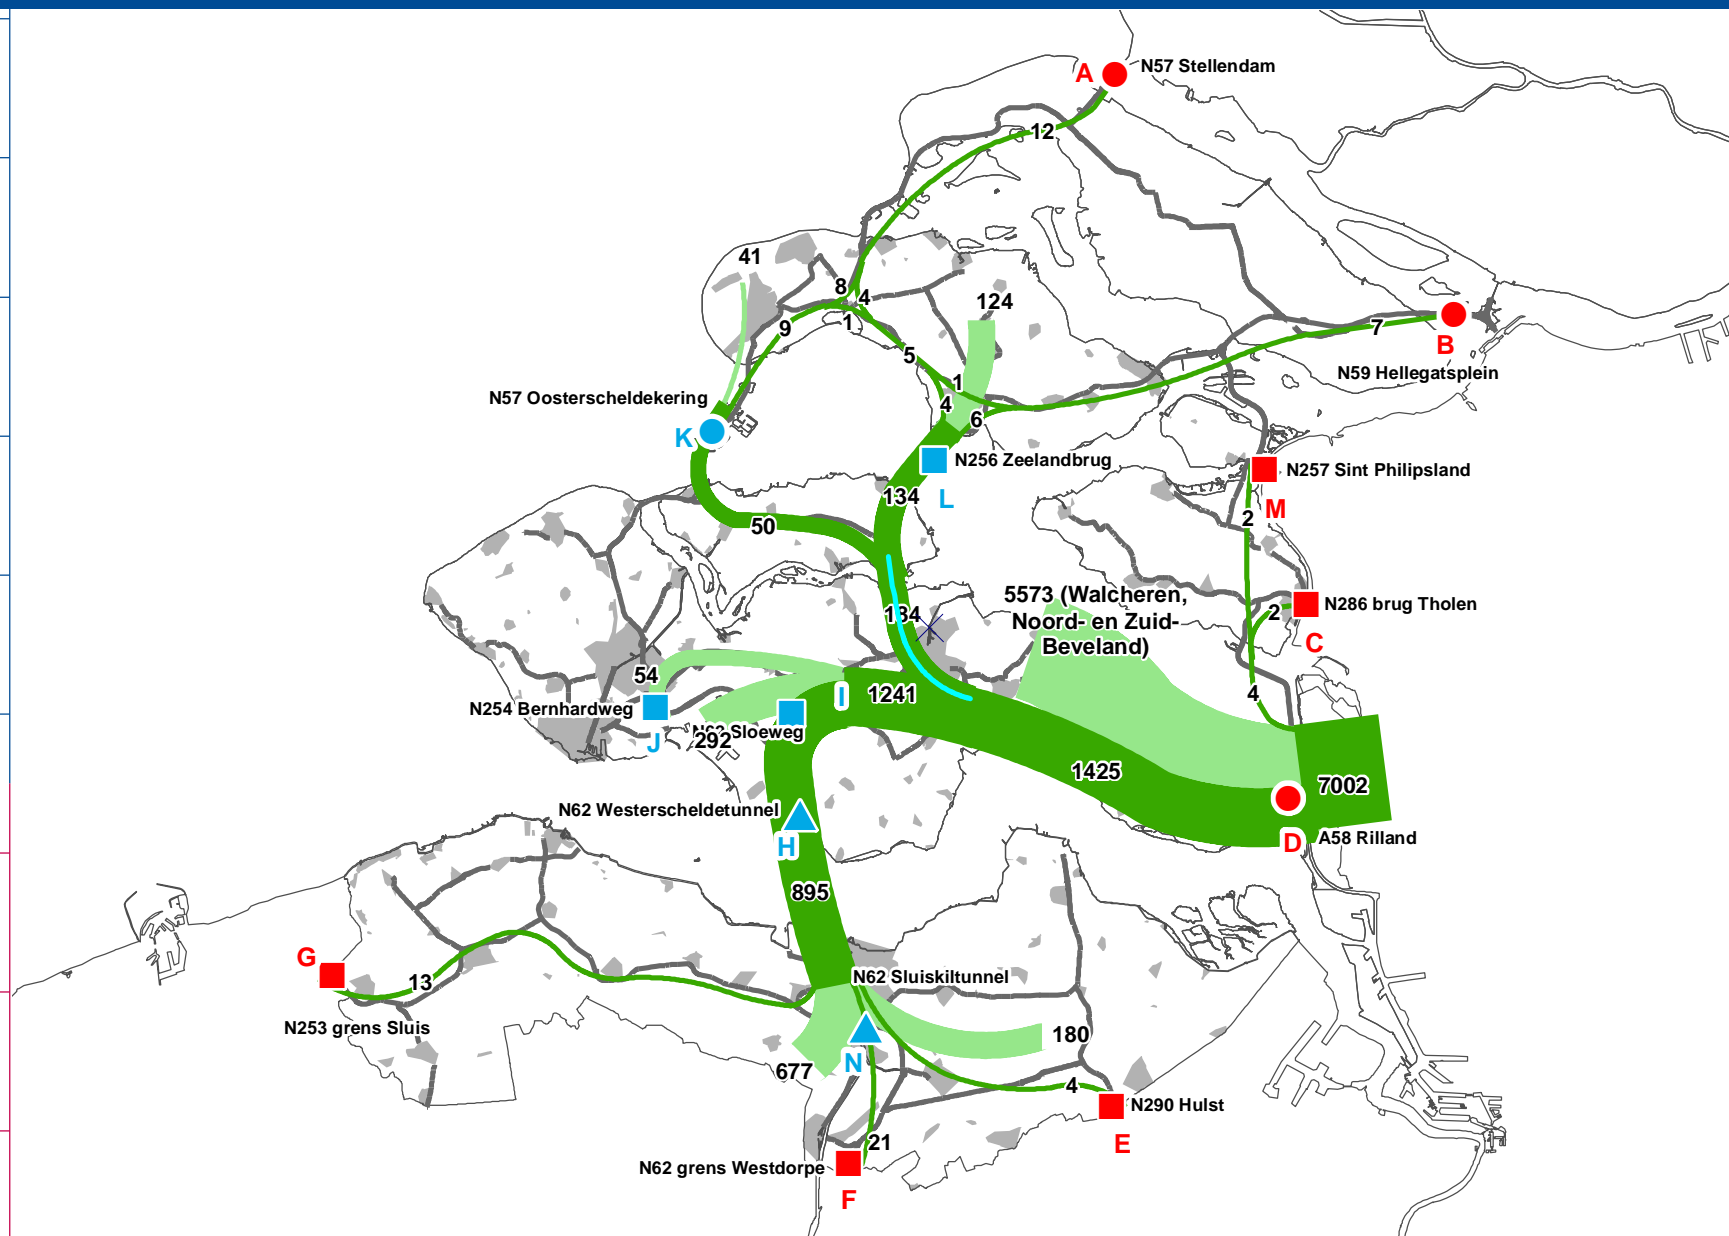 A
N57 Stellendam
12
41
8
4
124
9
1
7
B
5
N59 Hellegatsplein
1
N57 Oosterscheldekering
4
6
K
N256 Zeelandbrug
N257 Sint Philipsland
L
134
M
2
50
5573 (Walcheren,
Noord- en Zuid-
Beveland)
184
2
N286 brug Tholen
C
54
I
1241
4
N254 Bernhardweg
N62 Sloeweg
J
292
1425
7002
N62 Westerscheldetunnel
H
D
A58 Rilland
895
G
13
N62 Sluiskiltunnel
N253 grens Sluis
180
N
677
4
N290 Hulst
E
21
N62 grens Westdorpe
F